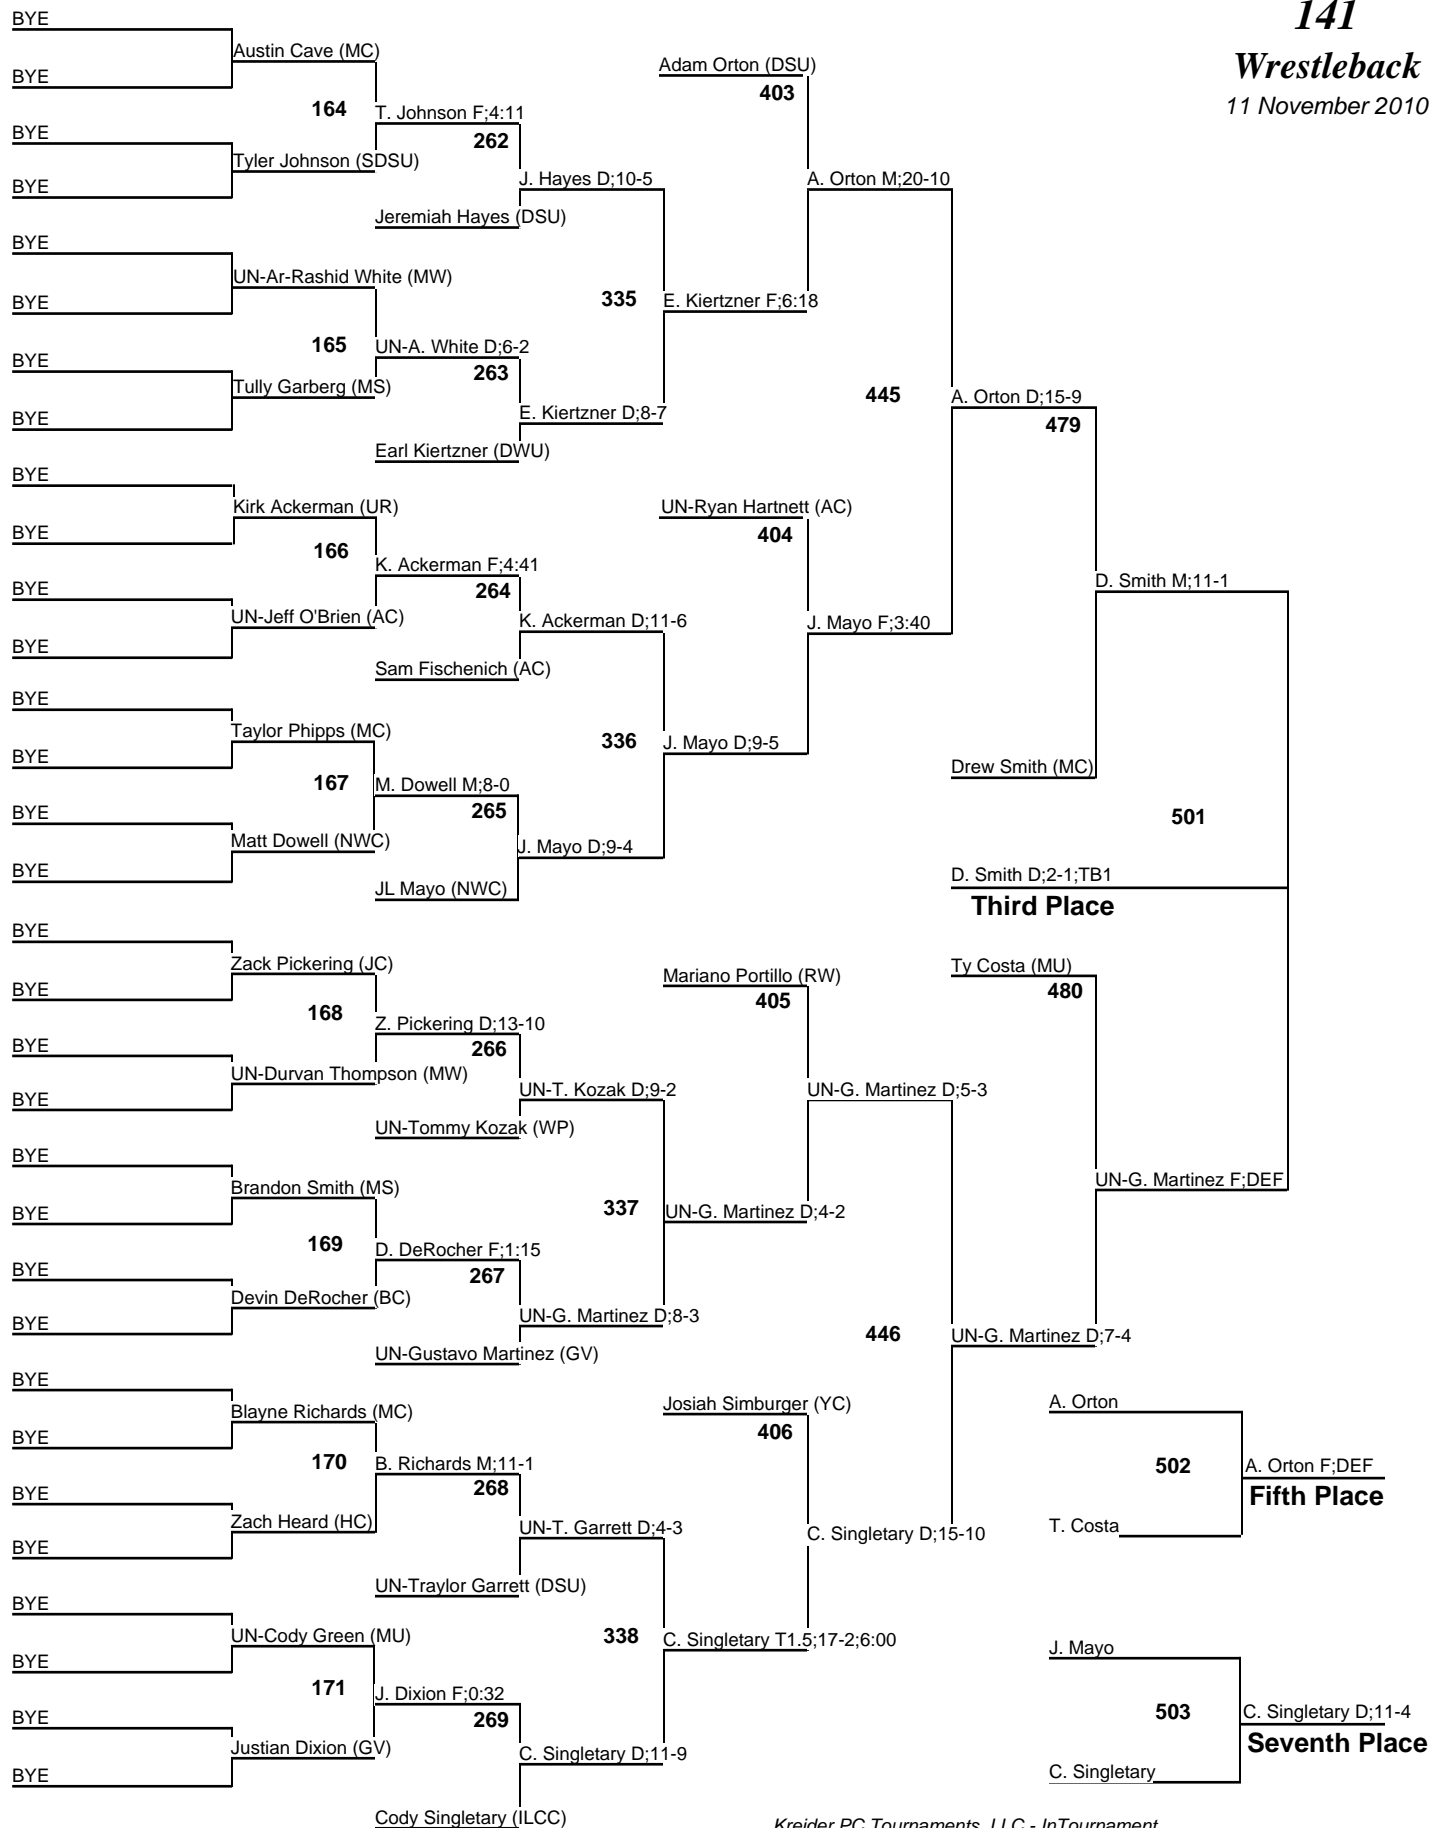 141
Wrestleback
11 November 2010
BYE
Austin Cave (MC)
BYE
164
T. Johnson F;4:11
262
BYE
Tyler Johnson (SDSU)
BYE
J. Hayes D;10-5
Jeremiah Hayes (DSU)
BYE
UN-Ar-Rashid White (MW)
BYE
335
E. Kiertzner F;6:18
165
UN-A. White D;6-2
263
BYE
Tully Garberg (MS)
BYE
E. Kiertzner D;8-7
Earl Kiertzner (DWU)
Adam Orton (DSU)
403
A. Orton M;20-10
445
A. Orton D;15-9
479
BYE
Kirk Ackerman (UR)
BYE
166
K. Ackerman F;4:41
264
BYE
UN-Jeff O'Brien (AC)
BYE
K. Ackerman D;11-6
Sam Fischenich (AC)
UN-Ryan Hartnett (AC)
404
J. Mayo F;3:40
D. Smith M;11-1
BYE
Taylor Phipps (MC)
BYE
336
J. Mayo D;9-5
167
M. Dowell M;8-0
265
BYE
Matt Dowell (NWC)
BYE
J. Mayo D;9-4
JL Mayo (NWC)
Drew Smith (MC)
501
D. Smith D;2-1;TB1
Third Place
BYE
Zack Pickering (JC)
BYE
168
Z. Pickering D;13-10
266
BYE
UN-Durvan Thompson (MW)
BYE
UN-T. Kozak D;9-2
UN-Tommy Kozak (WP)
Mariano Portillo (RW)
405
UN-G. Martinez D;5-3
Ty Costa (MU)
480
BYE
Brandon Smith (MS)
BYE
337
UN-G. Martinez D;4-2
UN-G. Martinez F;DEF
169
D. DeRocher F;1:15
267
BYE
Devin DeRocher (BC)
BYE
UN-G. Martinez D;8-3
UN-Gustavo Martinez (GV)
446
UN-G. Martinez D;7-4
BYE
Blayne Richards (MC)
BYE
170
B. Richards M;11-1
268
BYE
Zach Heard (HC)
BYE
UN-T. Garrett D;4-3
UN-Traylor Garrett (DSU)
Josiah Simburger (YC)
406
C. Singletary D;15-10
A. Orton
502
A. Orton F;DEF
Fifth Place
T. Costa
BYE
UN-Cody Green (MU)
BYE
338
C. Singletary T1.5;17-2;6:00
171
J. Dixion F;0:32
269
BYE
Justian Dixion (GV)
BYE
C. Singletary D;11-9
Cody Singletary (ILCC)
J. Mayo
503
C. Singletary D;11-4
Seventh Place
C. Singletary
Kreider PC Tournaments, LLC - InTournament